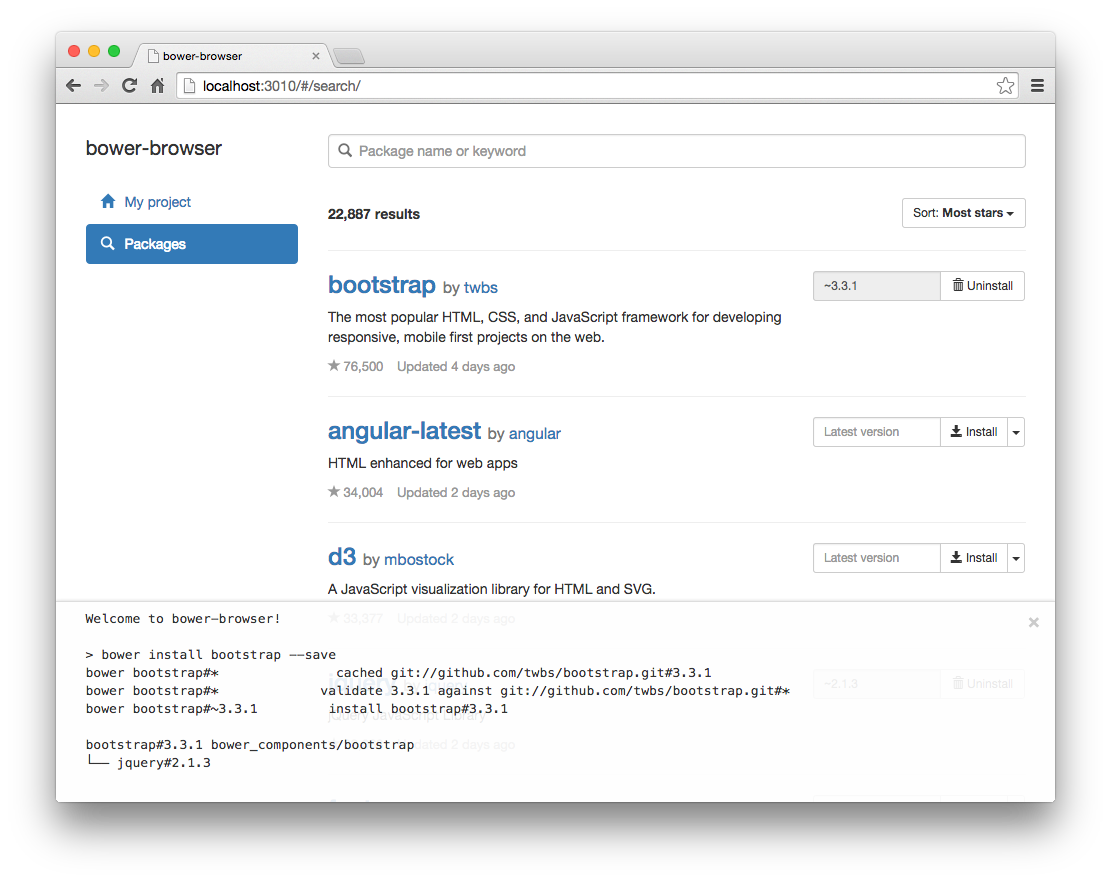 bower-browser
localhost:3010/#/search/
bower-browser
Package name or keyword
My project
Packages
22,887 results
Sort: Most stars
bootstrap by twbs
~3.3.1
Uninstall
The most popular HTML, CSS, and JavaScript framework for developing
responsive, mobile first projects on the web.
76,500 Updated 4 days ago
angular-latest by angular
Latest version
Install
HTML enhanced for web apps
34,004 Updated 2 days ago
d3 by mbostock
Latest version
Install
A JavaScript visualization library for HTML and SVG.
33,377 Updated 2 days ago
Welcome to bower-browser!
> bower install bootstrap --save
bower bootstrap#* cached git://github.com/twbs/bootstrap.git#3.3.1
bower bootstrap#* validate 3.3.1 against git://github.com/twbs/bootstrap.git#*
bower bootstrap#~3.3.1 install bootstrap#3.3.1
jquery
~2.1.3
Uninstall
jQuery JavaScript Library
Updated 2 days ago
bootstrap#3.3.1 bower_components/bootstrap
└── jquery#2.1.3